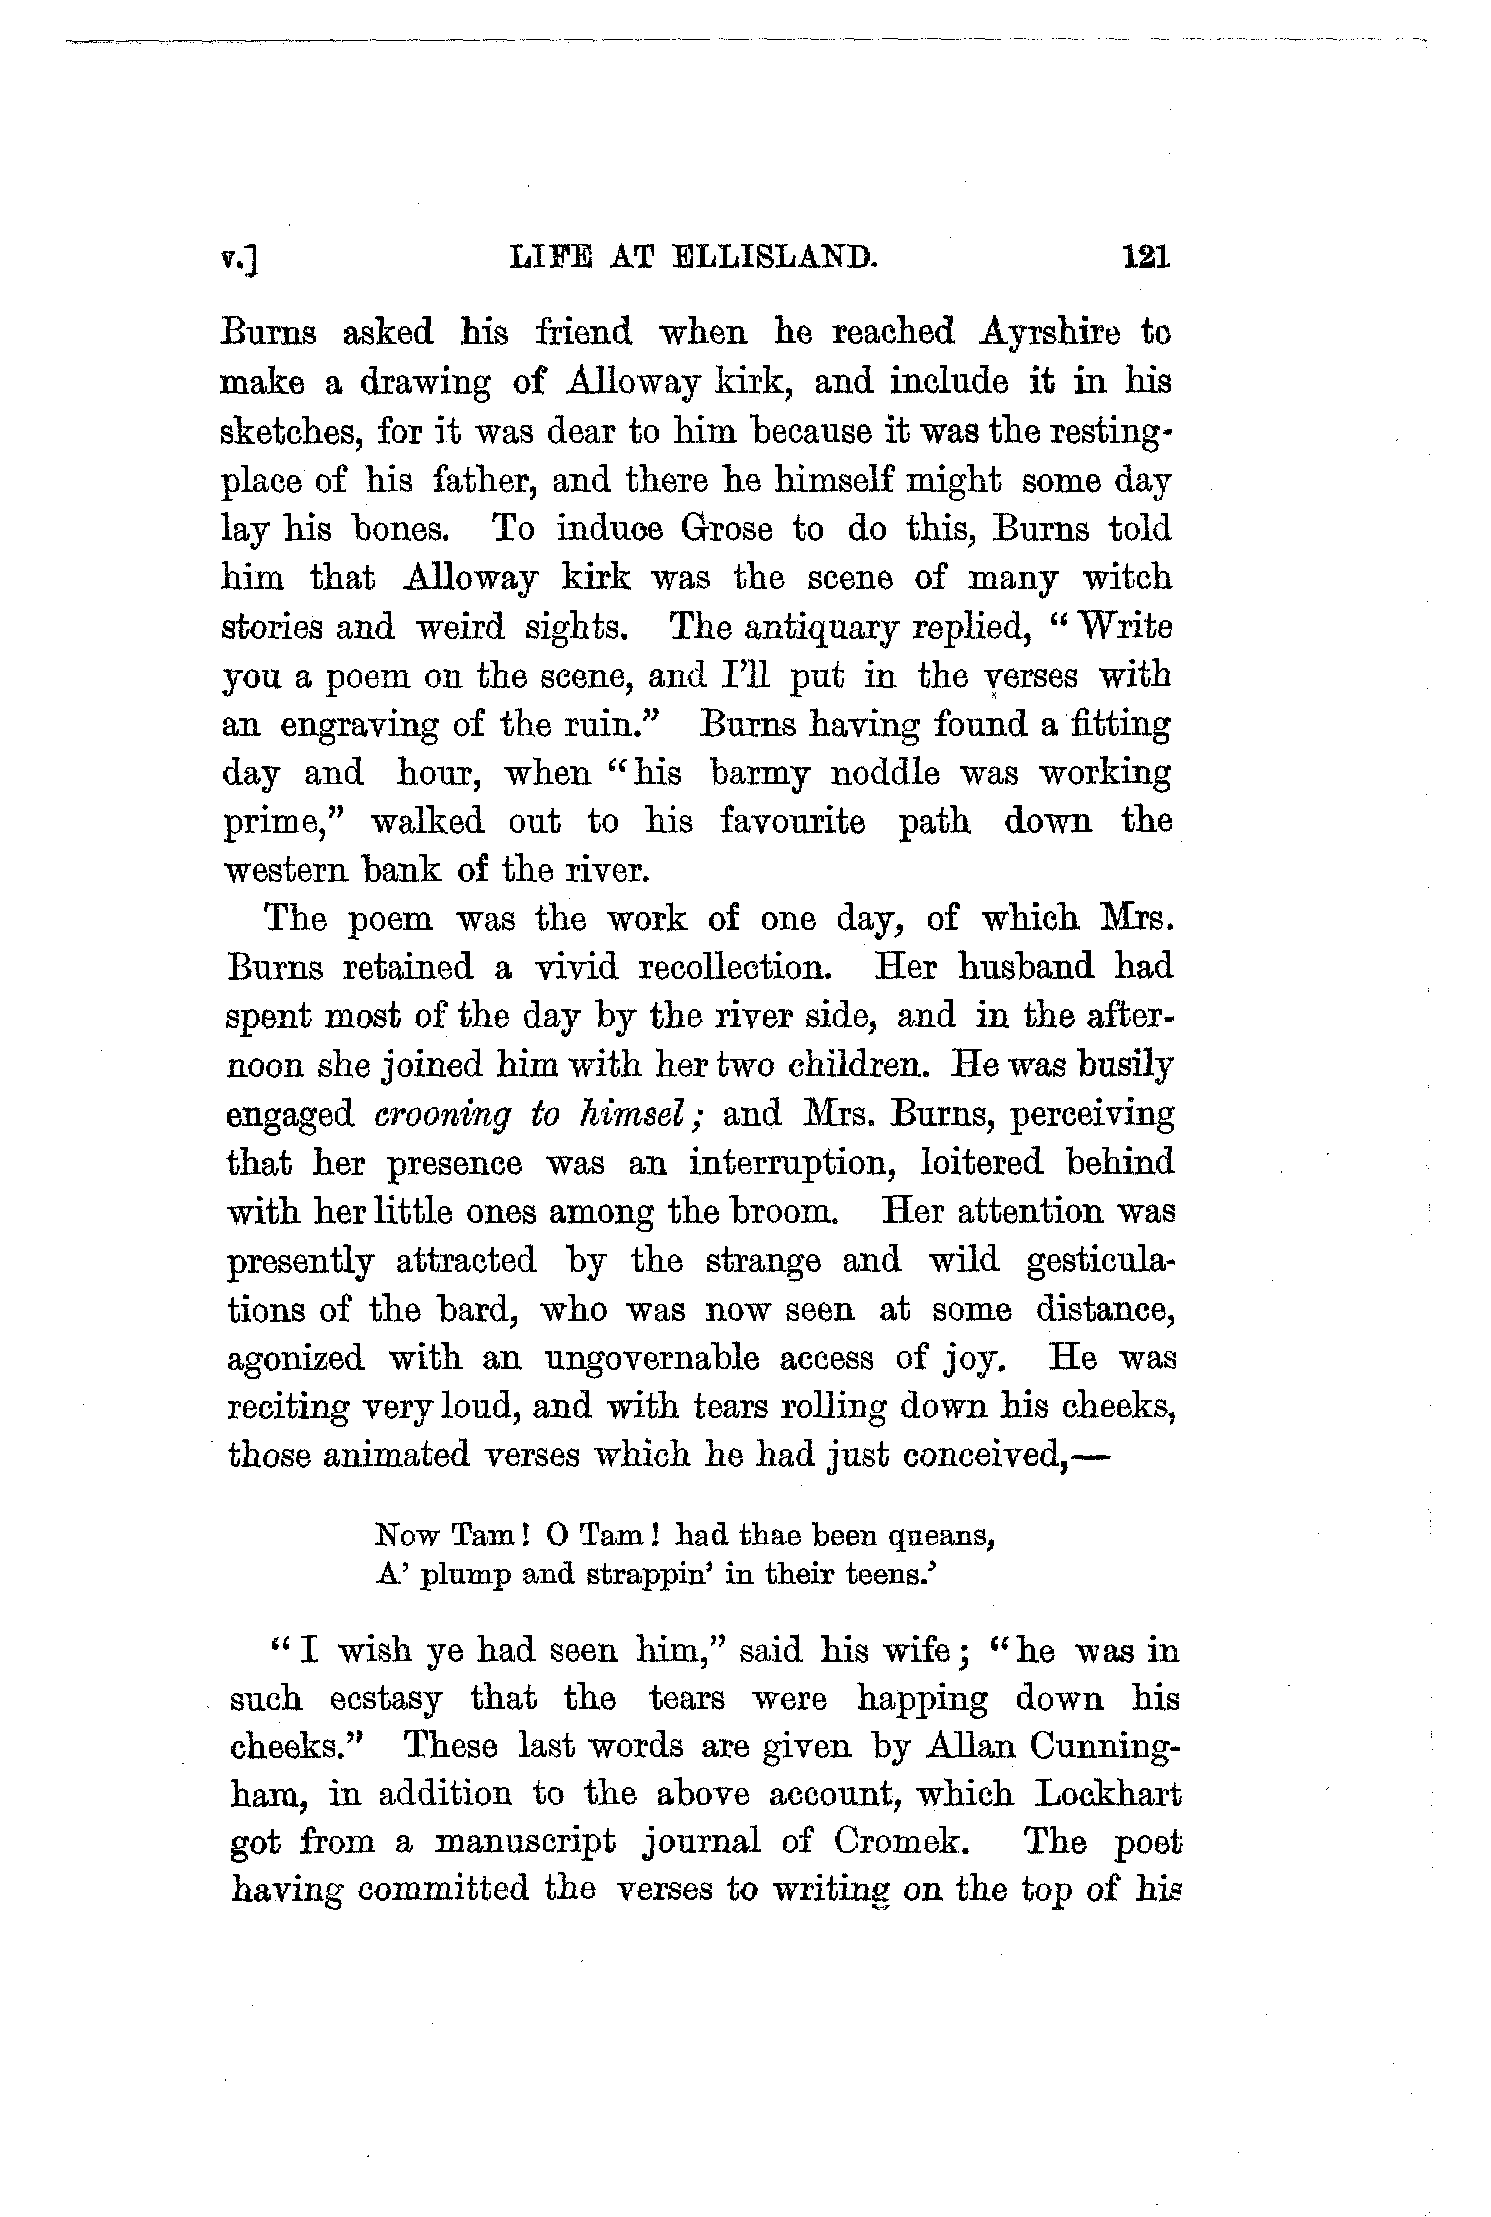 v.] LIFE AT ELLISLAND. 121
Burns asked his friend when he reached Ayrshire to
make a drawing of Alloway kirk, and include it in his
sketches, for it was dear to him because it was the resting-
place of his father, and there he himself might some day
lay his bones. To induce Grose to do this, Burns told
him that Alloway kirk was the scene of many witch
stories and weird sights. The antiquary replied, "Write
you a poem on the scene, and I'll put in the verses with
an engraving of the ruin." Burns having found a fitting
day and hour, when "his barmy noddle was working
prime," walked out to his favourite path down the
western bank of the river.
The poem was the work of one day, of which Mrs.
Burns retained a vivid recollection. Her husband had
spent most of the day by the river side, and in the after-
noon she joined him with her two children. He was busily
engaged crooning to himsel; and Mrs. Burns, perceiving
that her presence was an interruption, loitered behind
with her little ones among the broom. Her attention was
presently attracted by the strange and wild gesticula-
tions of the bard, who was now seen at some distance,
agonized with an ungovernable access of joy. He was
reciting very loud, and with tears rolling down his cheeks,
those animated verses which he had just conceived,—
Now Tam! O Tam! had thae been queans,
A' plump and strappin' in their teens.'
"I wish ye had seen him," said his wife; "he was in
such ecstasy that the tears were happing down his
cheeks." These last words are given by Allan Cunning-
ham, in addition to the above account, which Lockhart
got from a manuscript journal of Cromek. The poet
having committed the verses to writing on the top of his